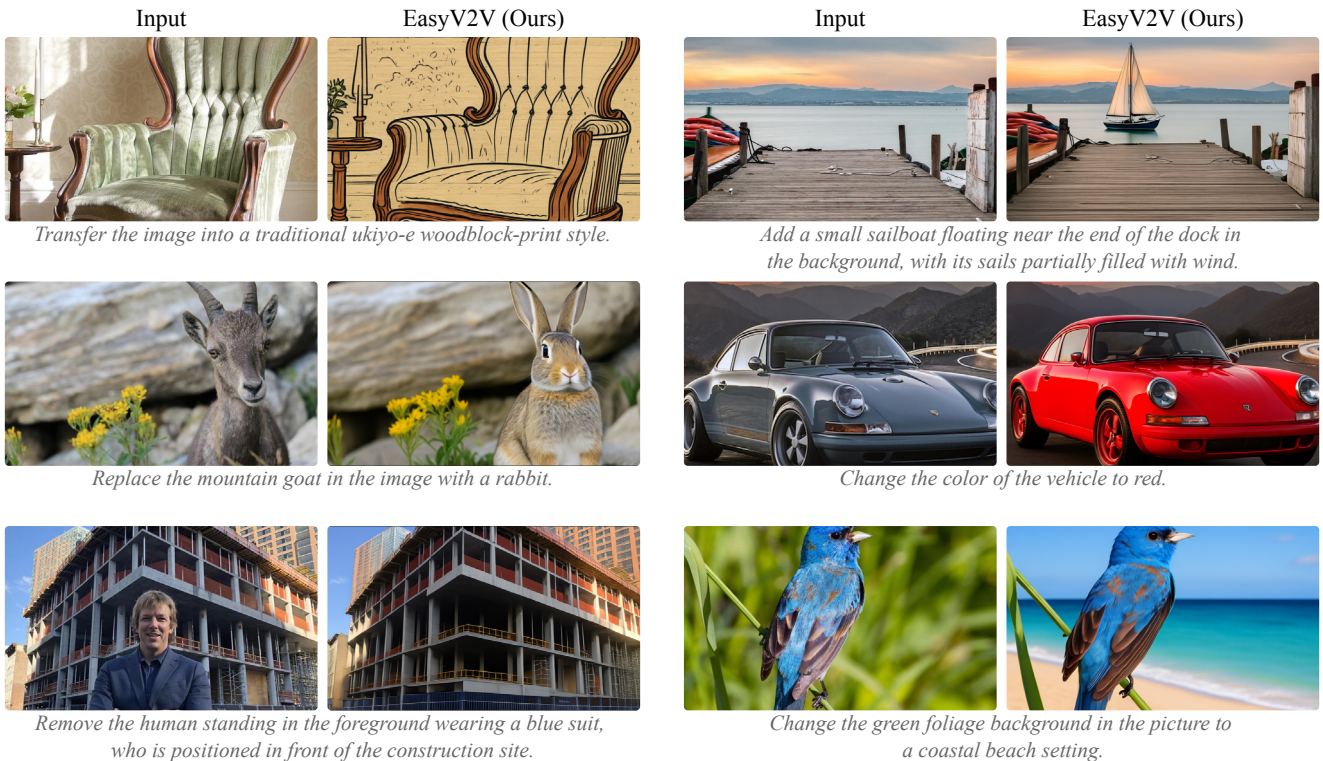 Input
EasyV2V (Ours)
Input
EasyV2V (Ours)
Transfer the image into a traditional ukiyo-e woodblock-print style.
Add a small sailboat floating near the end of the dock in
the background, with its sails partially filled with wind.
Replace the mountain goat in the image with a rabbit.
Change the color of the vehicle to red.
Remove the human standing in the foreground wearing a blue suit,
who is positioned in front of the construction site.
Change the green foliage background in the picture to
a coastal beach setting.